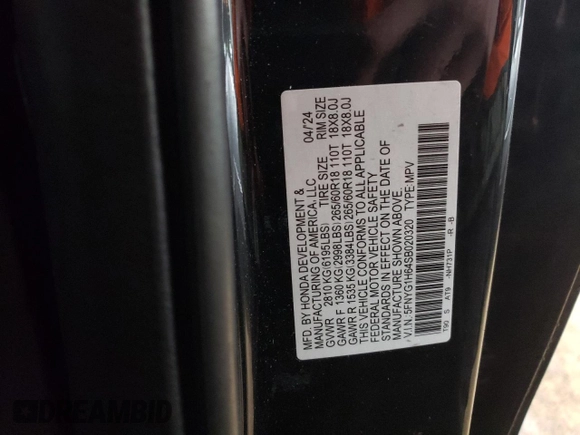 MFD. BY HONDA DEVELOPMENT &
MANUFACTURING OF AMERICA, LLC 04/'24
GVWR 2810 KG(6195LBS) TIRE SIZE RIM SIZE
GAWR F 1360 KG(2998LBS) 265/60R18 110T 18X8.0J
GAWR R 1535 KG(3384LBS) 265/60R18 110T 18X8.0J
THIS VEHICLE CONFORMS TO ALL APPLICABLE
FEDERAL MOTOR VEHICLE SAFETY
STANDARDS IN EFFECT ON THE DATE OF
MANUFACTURE SHOWN ABOVE.
V.I.N. 5FNYG1H64SB020320 TYPE:MPV
T90 S AT9 -NH731P -/R -B
DREAMBID